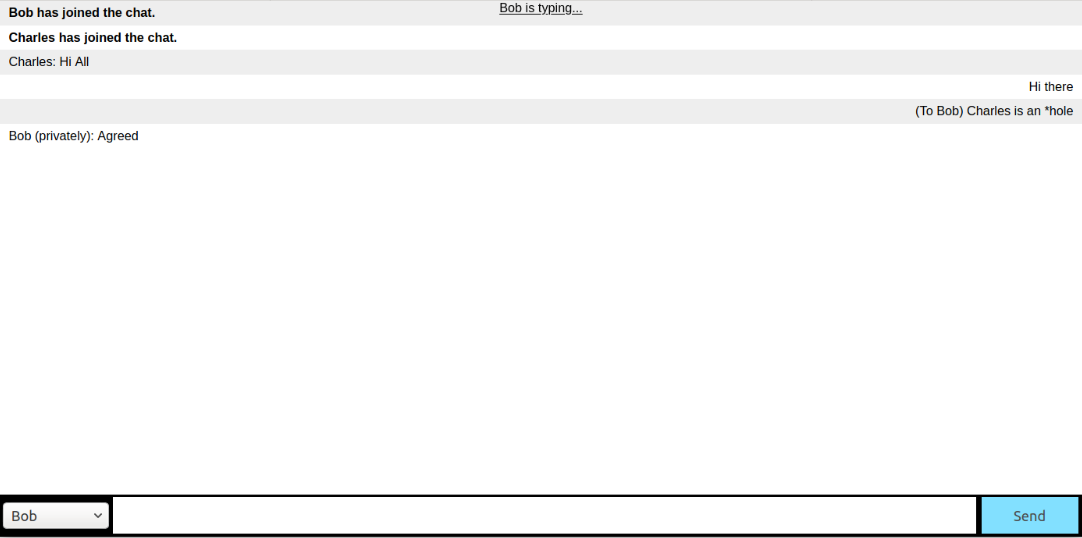 Bob is typing...
Bob has joined the chat.
Charles has joined the chat.
Charles: Hi All
Hi there
(To Bob) Charles is an *hole
Bob (privately): Agreed
Bob
Send